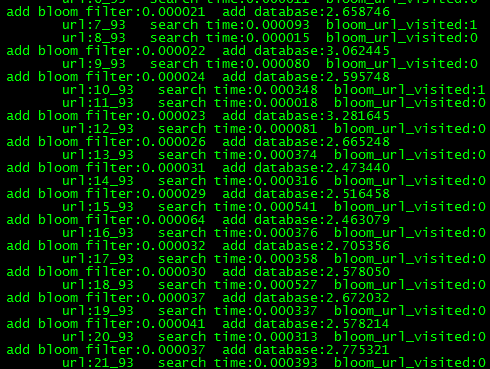 add bloom filter:0.000021 add database:2.658746
url:7_93 search time:0.000093 bloom_url_visited:1
url:8_93 search time:0.000015 bloom_url_visited:0
add bloom filter:0.000022 add database:3.062445
url:9_93 search time:0.000080 bloom_url_visited:0
add bloom filter:0.000024 add database:2.595748
url:10_93 search time:0.000348 bloom_url_visited:1
url:11_93 search time:0.000018 bloom_url_visited:0
add bloom filter:0.000023 add database:3.281645
url:12_93 search time:0.000081 bloom_url_visited:0
add bloom filter:0.000026 add database:2.665248
url:13_93 search time:0.000374 bloom_url_visited:0
add bloom filter:0.000031 add database:2.473440
url:14_93 search time:0.000316 bloom_url_visited:0
add bloom filter:0.000029 add database:2.516458
url:15_93 search time:0.000541 bloom_url_visited:0
add bloom filter:0.000064 add database:2.463079
url:16_93 search time:0.000376 bloom_url_visited:0
add bloom filter:0.000032 add database:2.705356
url:17_93 search time:0.000358 bloom_url_visited:0
add bloom filter:0.000030 add database:2.578050
url:18_93 search time:0.000527 bloom_url_visited:0
add bloom filter:0.000037 add database:2.672032
url:19_93 search time:0.000337 bloom_url_visited:0
add bloom filter:0.000041 add database:2.578214
url:20_93 search time:0.000313 bloom_url_visited:0
add bloom filter:0.000037 add database:2.775321
url:21_93 search time:0.000393 bloom_url_visited:0